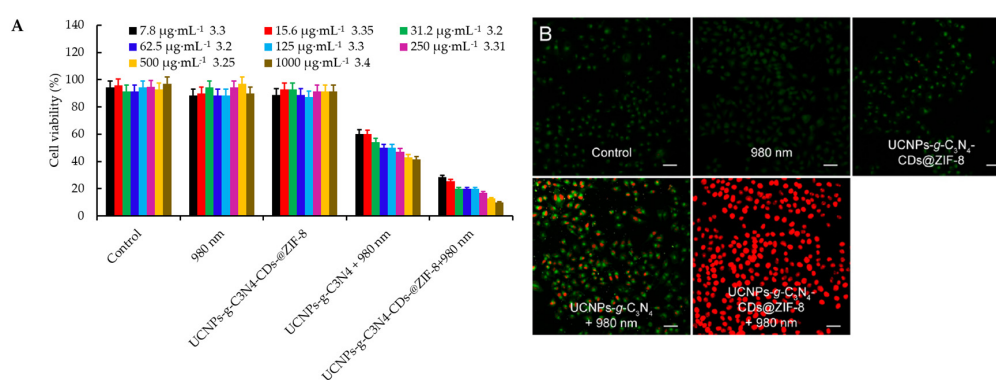 A
140
120
100
80
60
40
20
0
Cell viability (%)
7.8 µg·mL⁻¹ 3.3
15.6 µg·mL⁻¹ 3.35
31.2 µg·mL⁻¹ 3.2
62.5 µg·mL⁻¹ 3.2
125 µg·mL⁻¹ 3.3
250 µg·mL⁻¹ 3.31
500 µg·mL⁻¹ 3.25
1000 µg·mL⁻¹ 3.4
Control
980 nm
UCNPs-g-C3N4-CDs-@ZIF-8
UCNPs-g-C3N4 + 980 nm
UCNPs-g-C3N4-CDs-@ZIF-8+980 nm
B
Control
980 nm
UCNPs-g-C₃N₄-
CDs@ZIF-8
UCNPs-g-C₃N₄
+ 980 nm
UCNPs-g-C₃N₄-
CDs@ZIF-8
+ 980 nm